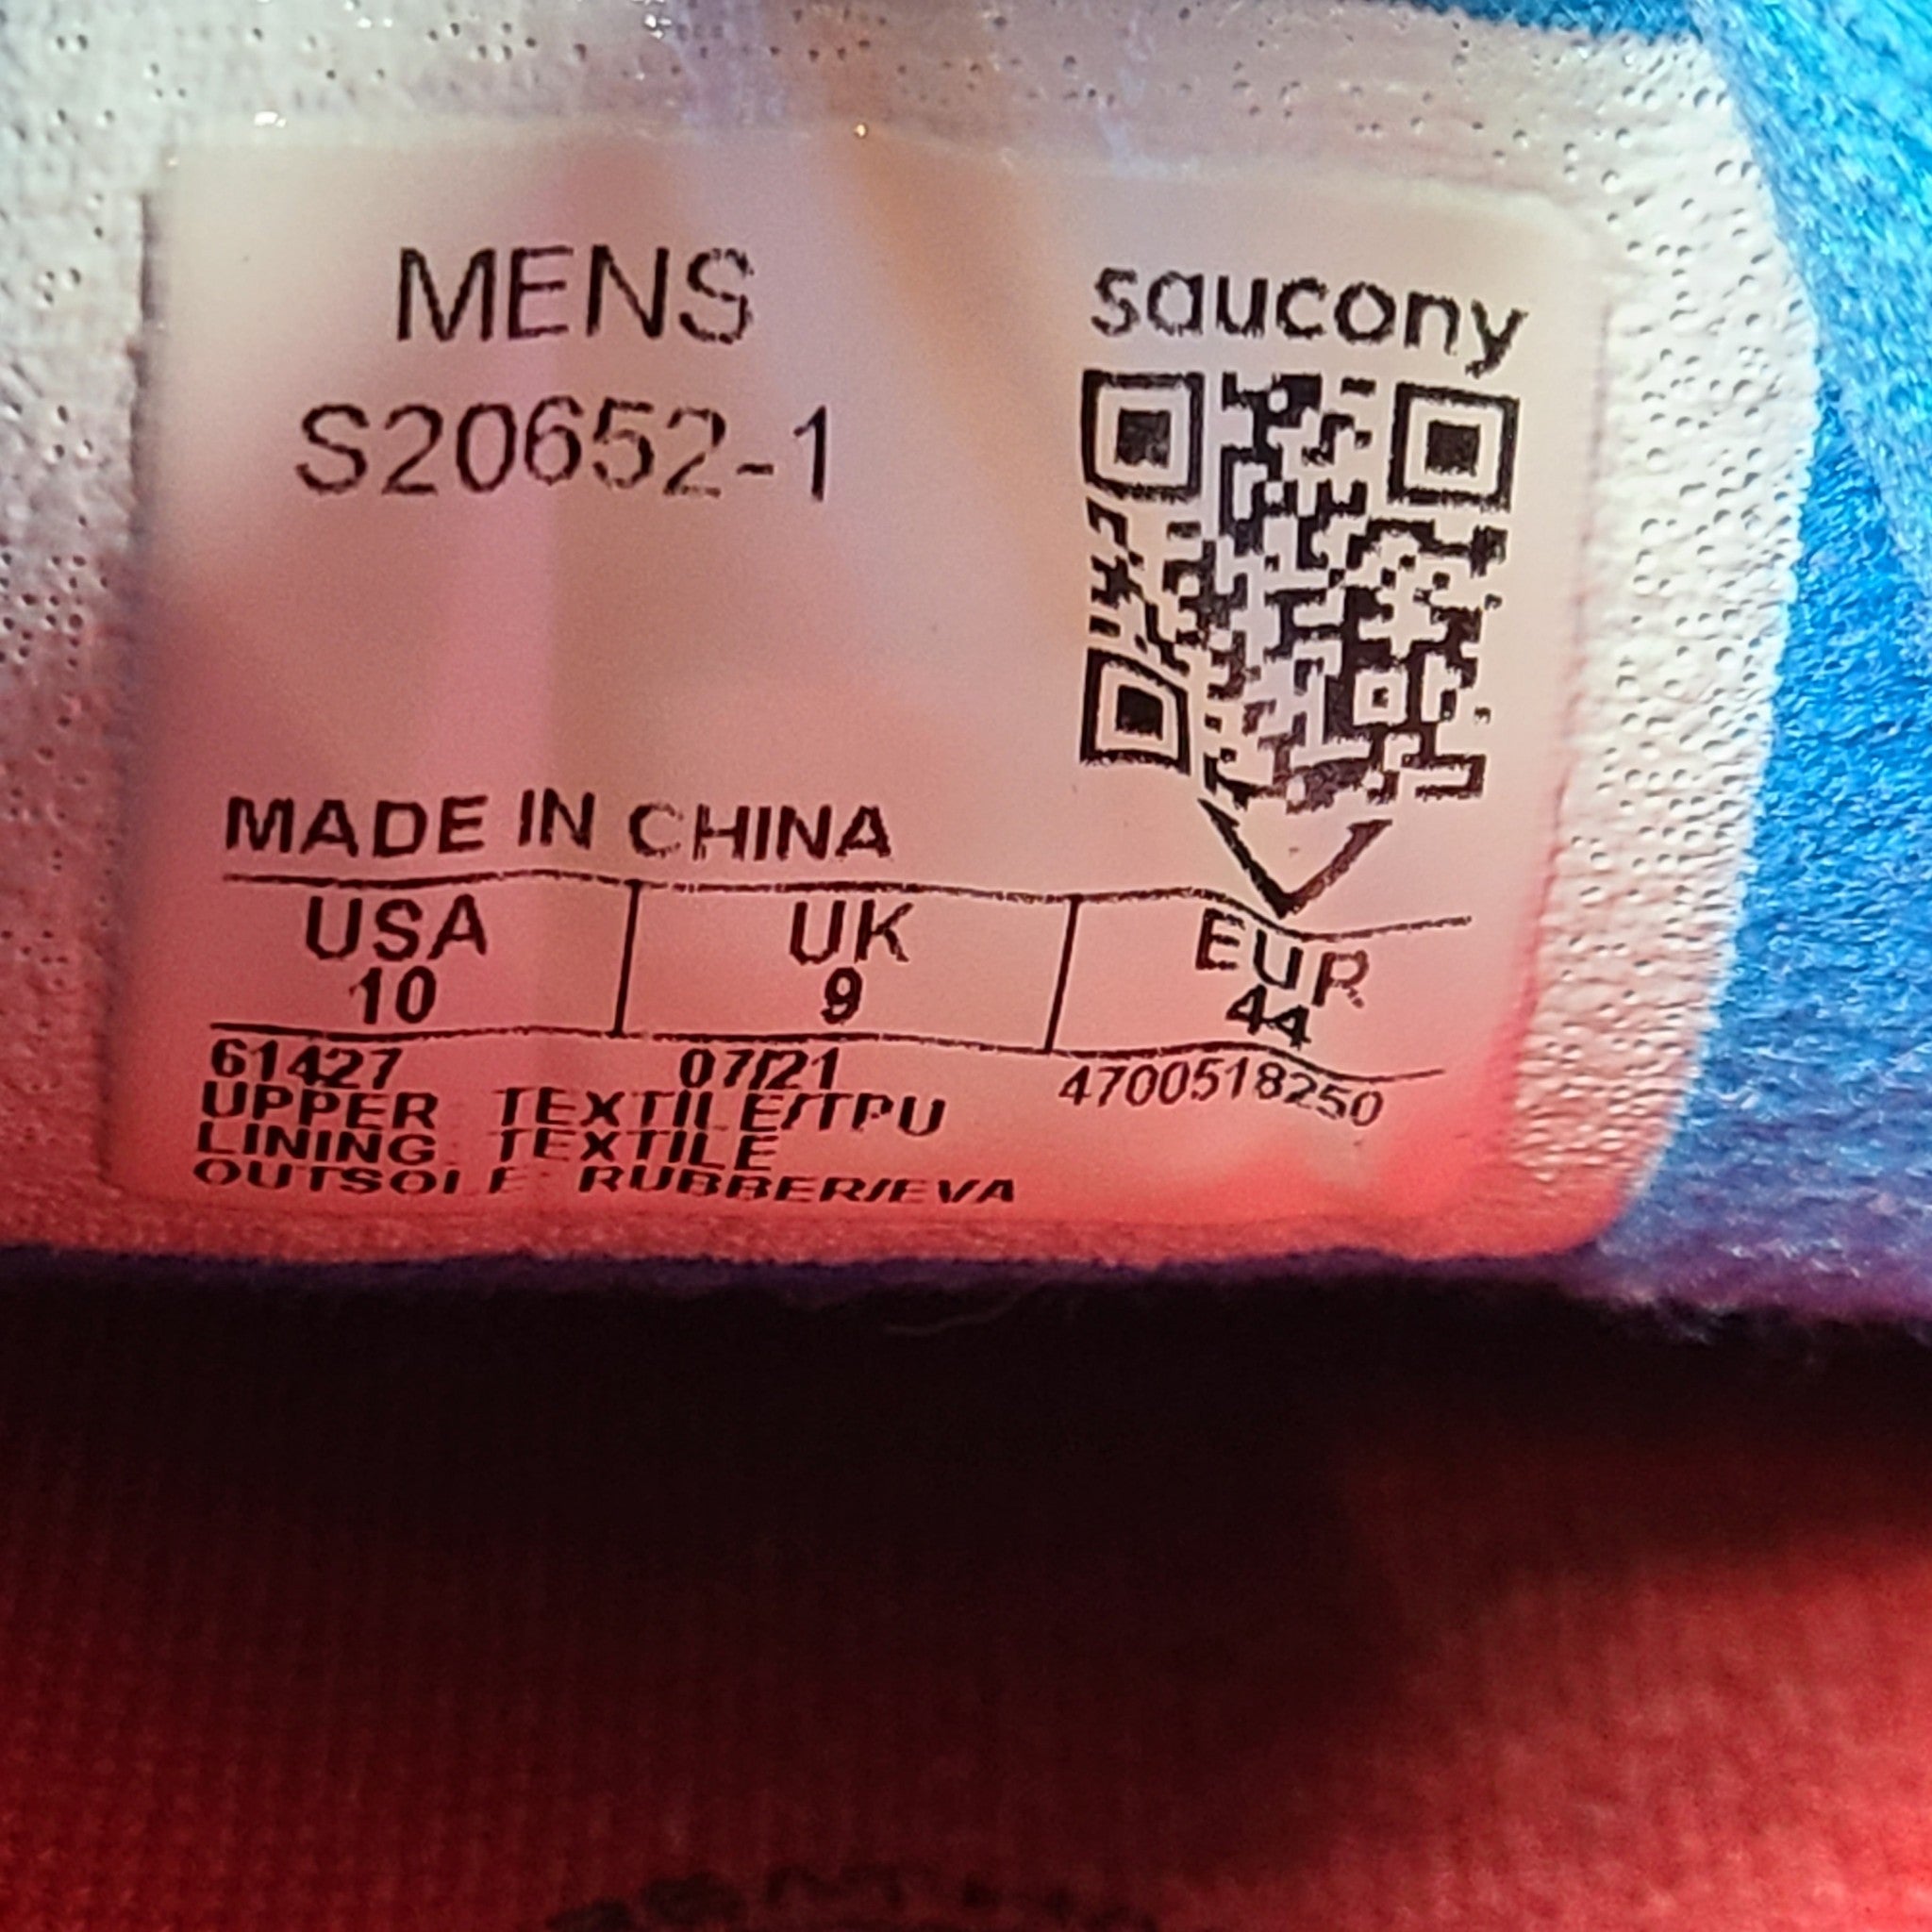 MENS
saucony
S20652-1
MADE IN CHINA
USA UK EUR
10 9 44
61427 07/21 4700518250
UPPER TEXTILE/TPU
LINING TEXTILE
OUTSOLE RUBBER/EVA